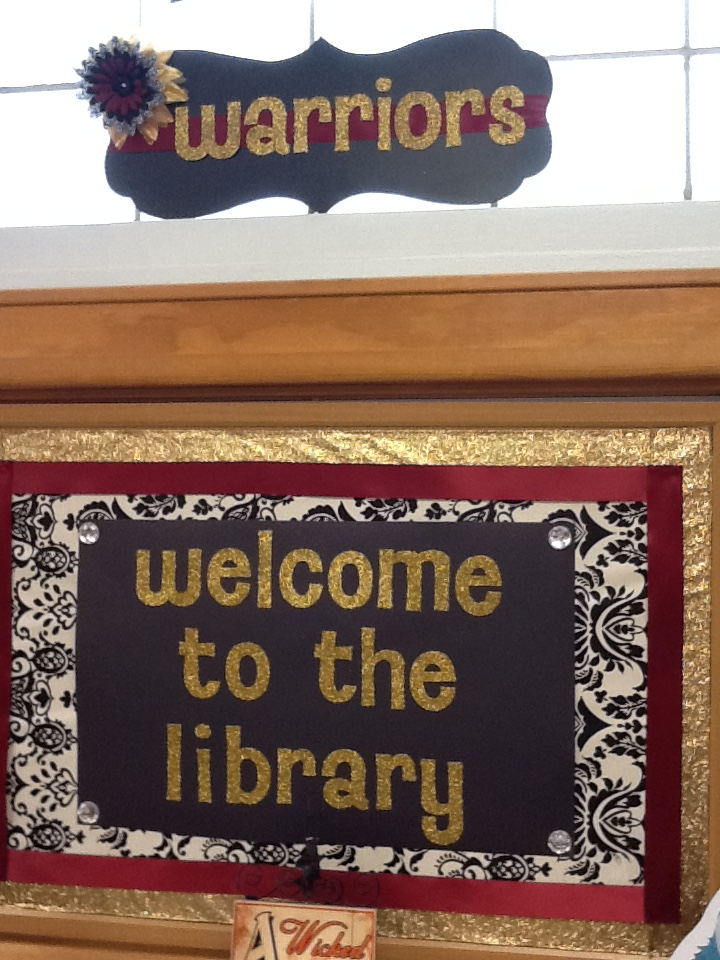 warriors
welcome
to the
library
A Wicked